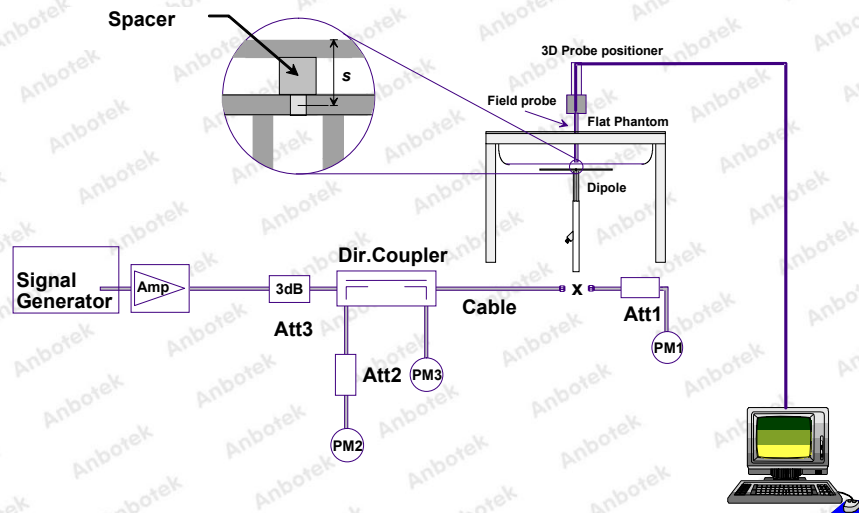 Spacer
s
3D Probe positioner
Field probe
Flat Phantom
Dipole
Dir.Coupler
Signal
Generator
Amp
3dB
Att3
Cable
x
Att1
PM1
Att2
PM3
PM2
Anbotek